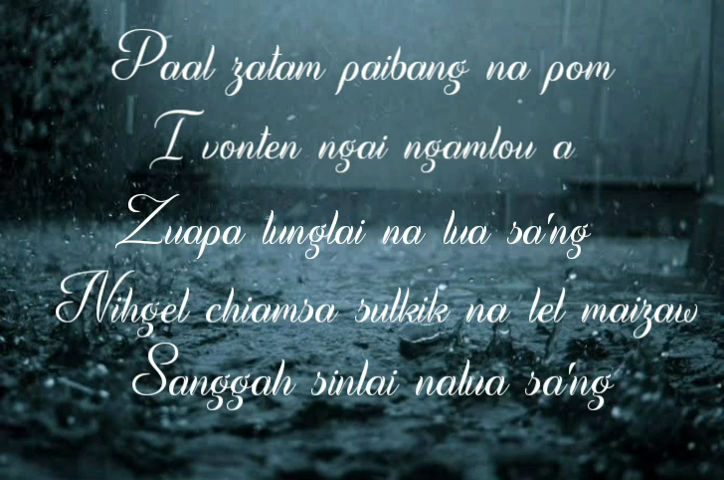 Paal zatam paibang na pom
I vonten ngai ngamlou a
Zuapa lunglai na lua sa'ng
Nihgel chiamsa sulkik na lel maizaw
Sanggah sinlai nalua sa'ng